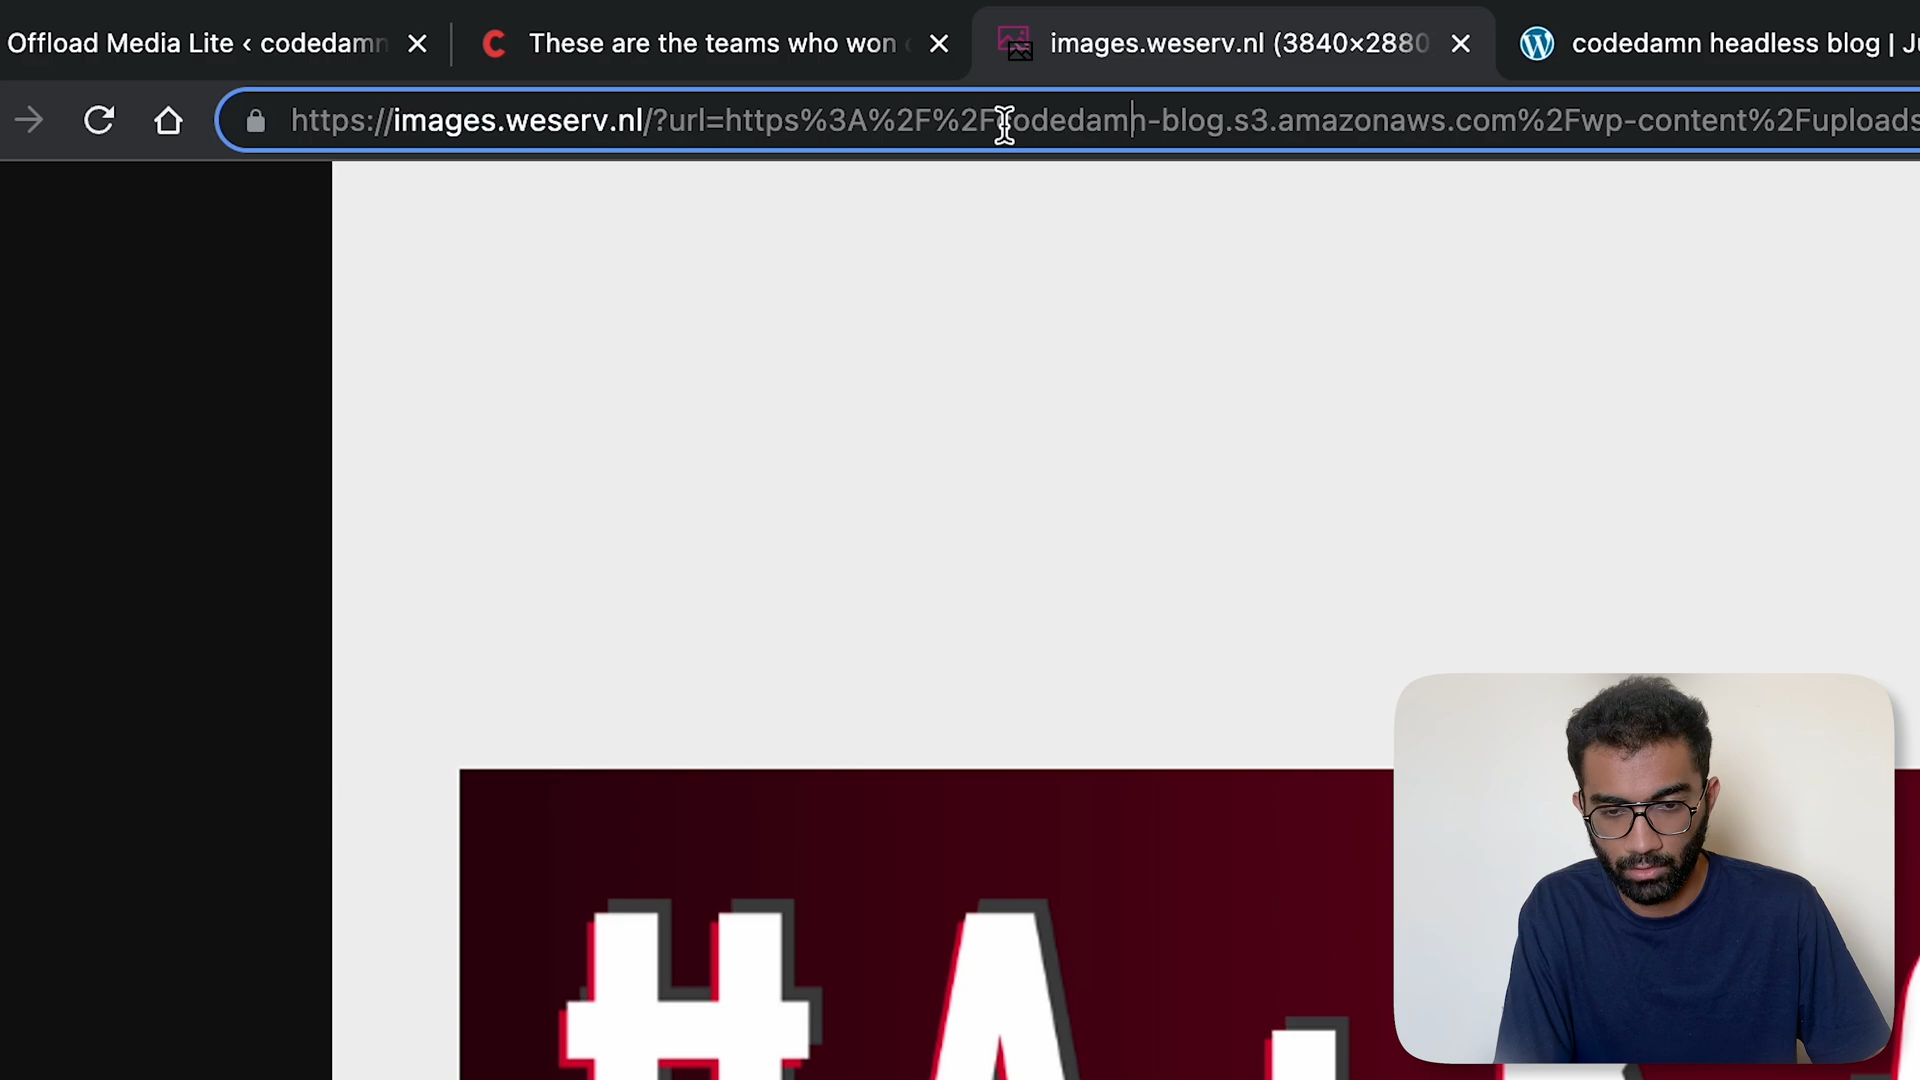 Offload Media Lite ‹ codedamn
These are the teams who won
images.weserv.nl (3840×2880
codedamn headless blog |
https://images.weserv.nl/?url=https%3A%2F%2Fcodedamn-blog.s3.amazonaws.com%2Fwp-content%2Fuploads
#A